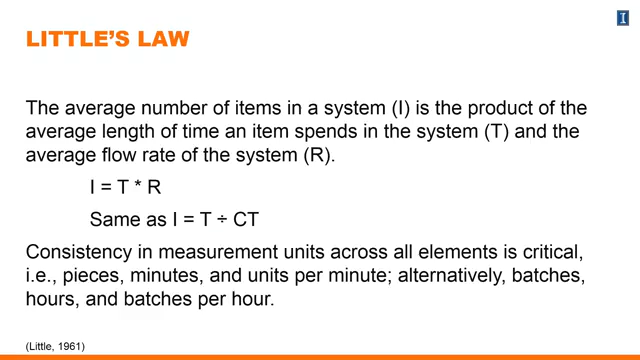 LITTLE'S LAW
I
The average number of items in a system (I) is the product of the
average length of time an item spends in the system (T) and the
average flow rate of the system (R).
I = T * R
Same as I = T ÷ CT
Consistency in measurement units across all elements is critical,
i.e., pieces, minutes, and units per minute; alternatively, batches,
hours, and batches per hour.
(Little, 1961)